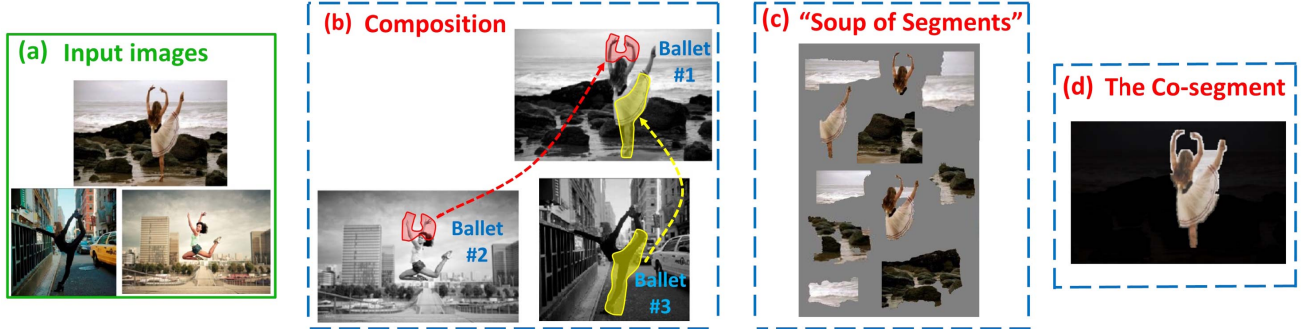 (a) Input images
(b) Composition
Ballet
#1
Ballet
#2
Ballet
#3
(c) “Soup of Segments”
(d) The Co-segment